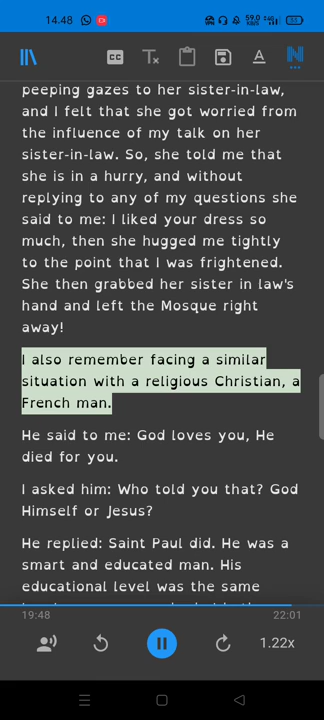 14.48
59.0
peeping gazes to her sister-in-law,
and I felt that she got worried from
the influence of my talk on her
sister-in-law. So, she told me that
she is in a hurry, and without
replying to any of my questions she
said to me: I liked your dress so
much, then she hugged me tightly
to the point that I was frightened.
She then grabbed her sister in law's
hand and left the Mosque right
away!
I also remember facing a similar
situation with a religious Christian, a
French man.
He said to me: God loves you, He
died for you.
I asked him: Who told you that? God
Himself or Jesus?
He replied: Saint Paul did. He was a
smart and educated man. His
educational level was the same
19:48
22:01
1.22x